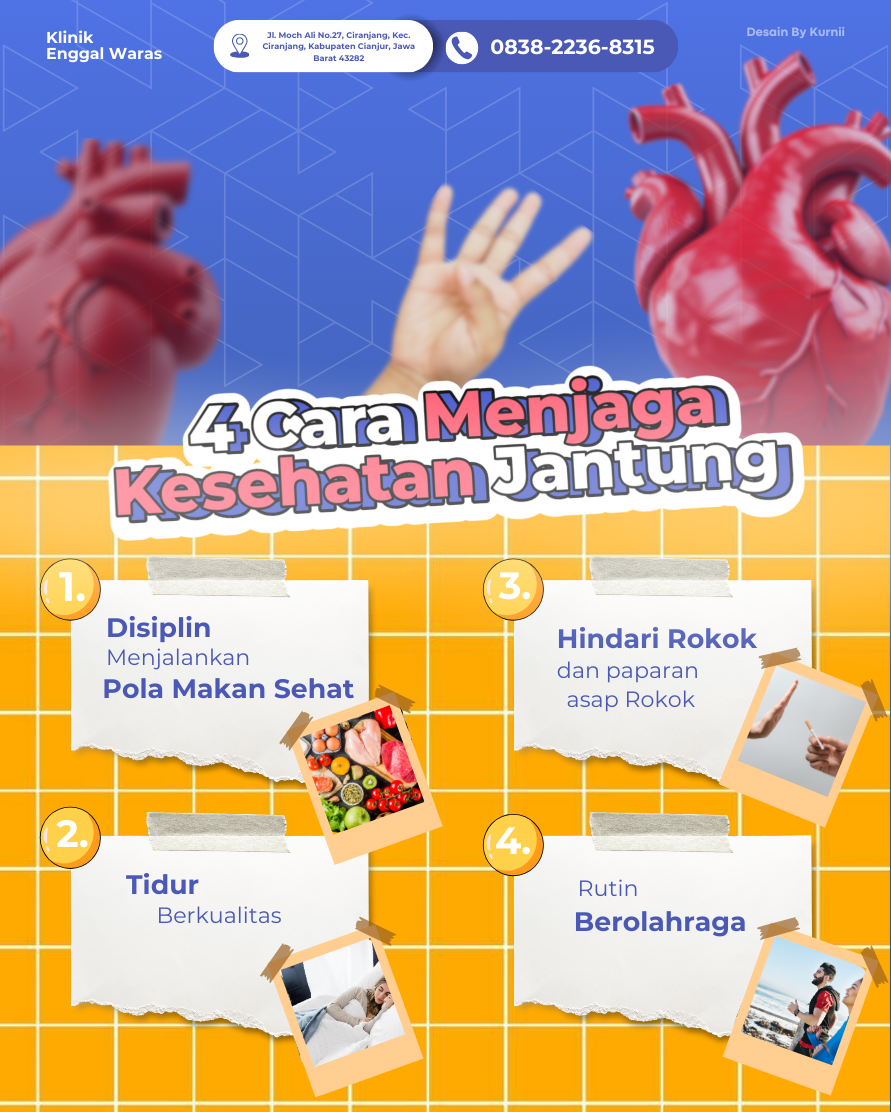 Klinik
Enggal Waras
Jl. Moch Ali No.27, Ciranjang, Kec.
Ciranjang, Kabupaten Cianjur, Jawa
Barat 43282
0838-2236-8315
Desain By Kurnii
4 Cara Menjaga
Kesehatan Jantung
1.
Disiplin
Menjalankan
Pola Makan Sehat
2.
Tidur
Berkualitas
3.
Hindari Rokok
dan paparan
asap Rokok
4.
Rutin
Berolahraga